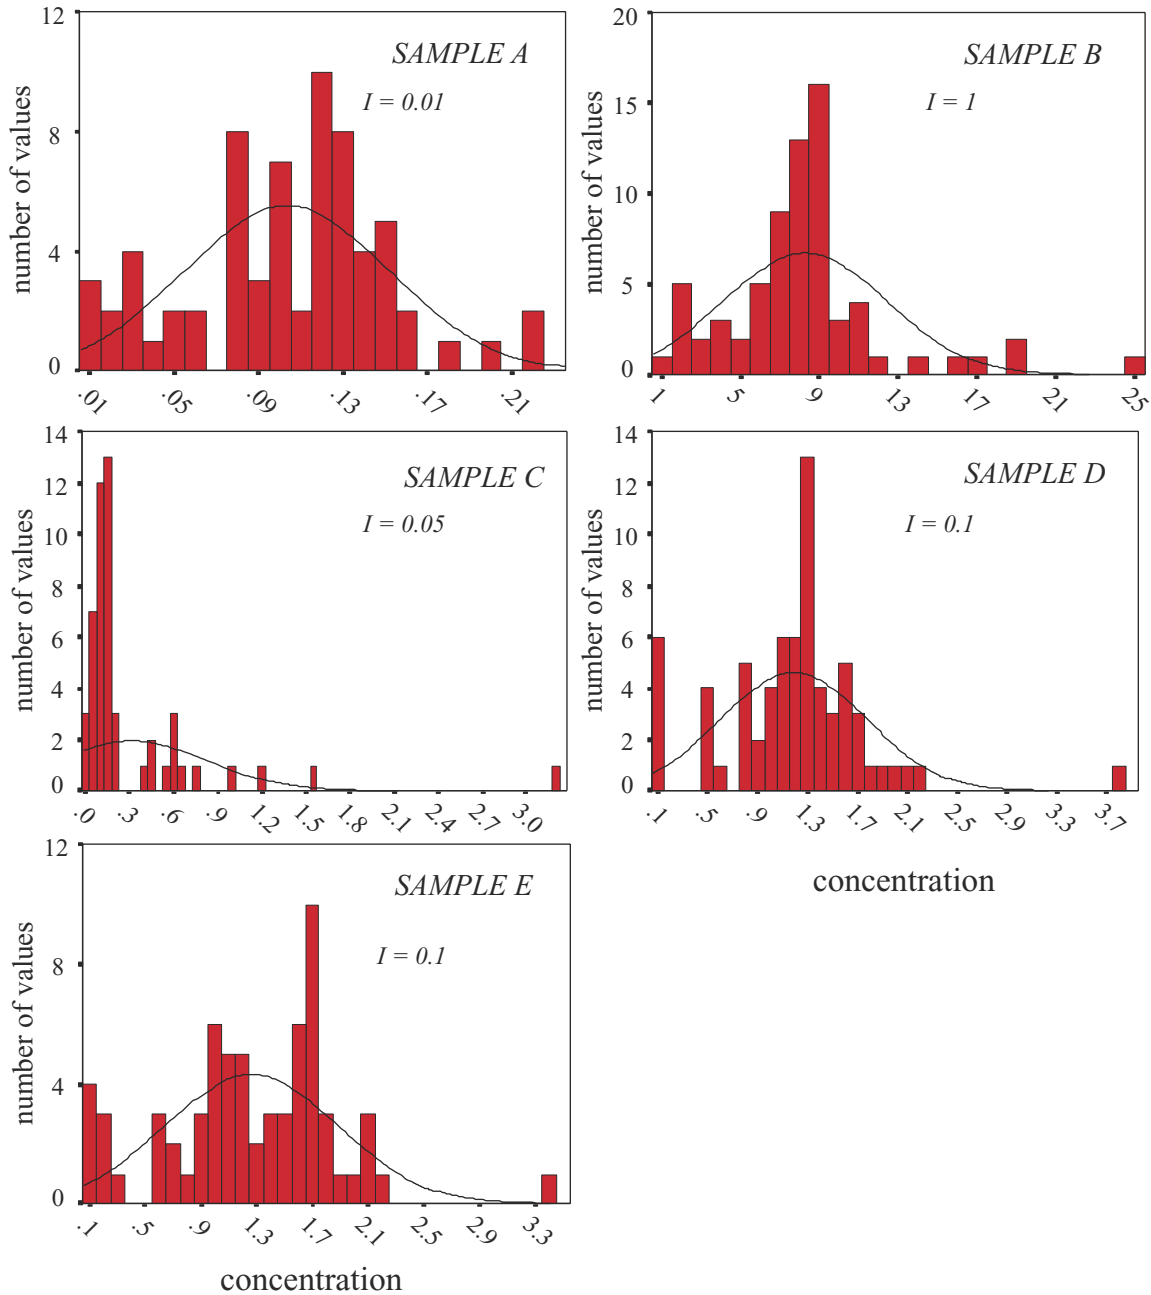 12
8
4
0
number of values
SAMPLE A
I = 0.01
.01 .05 .09 .13 .17 .21
20
15
10
5
0
number of values
SAMPLE B
I = 1
1 5 9 13 17 21 25
14
12
10
8
6
4
2
0
number of values
SAMPLE C
I = 0.05
.0 .3 .6 .9 1.2 1.5 1.8 2.1 2.4 2.7 3.0
14
12
10
8
6
4
2
0
number of values
SAMPLE D
I = 0.1
.1 .5 .9 1.3 1.7 2.1 2.5 2.9 3.3 3.7
concentration
12
8
4
0
number of values
SAMPLE E
I = 0.1
.1 .5 .9 1.3 1.7 2.1 2.5 2.9 3.3
concentration